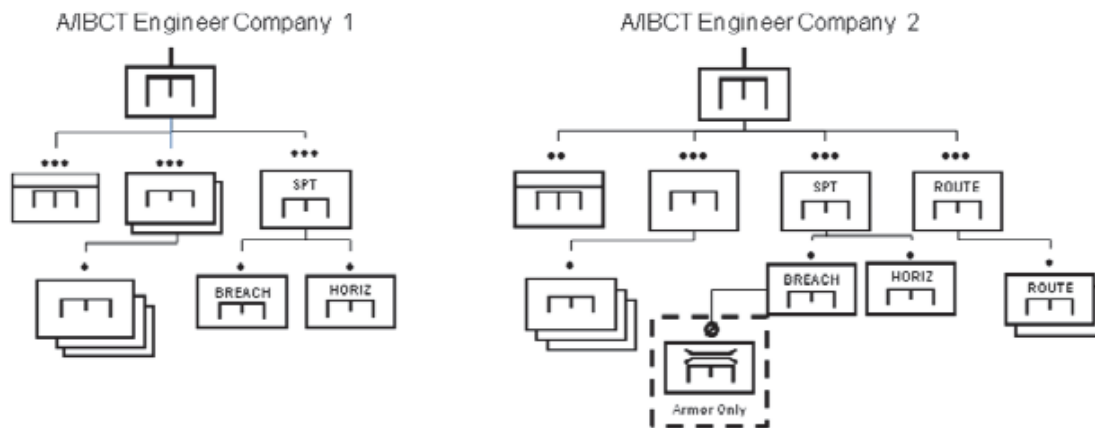 A/IBCT Engineer Company 1
A/IBCT Engineer Company 2
SPT
BREACH
HORIZ
SPT
ROUTE
BREACH
HORIZ
ROUTE
Armor Only